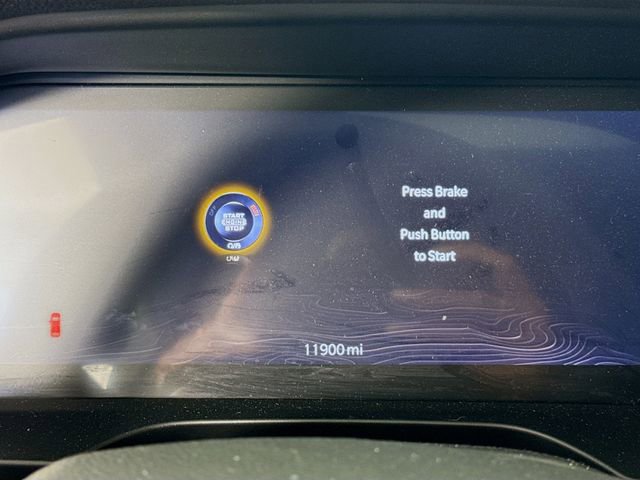 START
ENGINE
STOP
Press Brake
and
Push Button
to Start
11900 mi